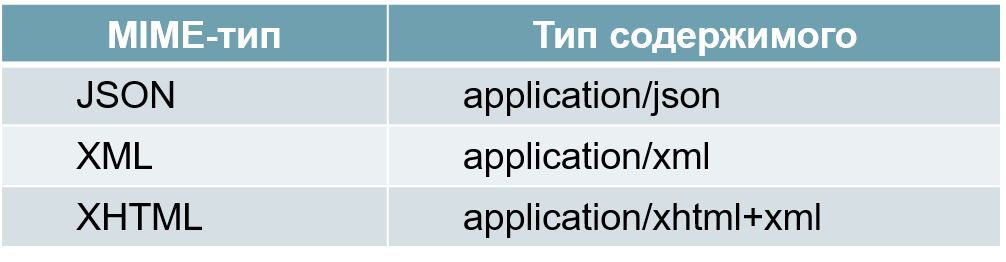 MIME-тип Тип содержимого
JSON application/json
XML application/xml
XHTML application/xhtml+xml